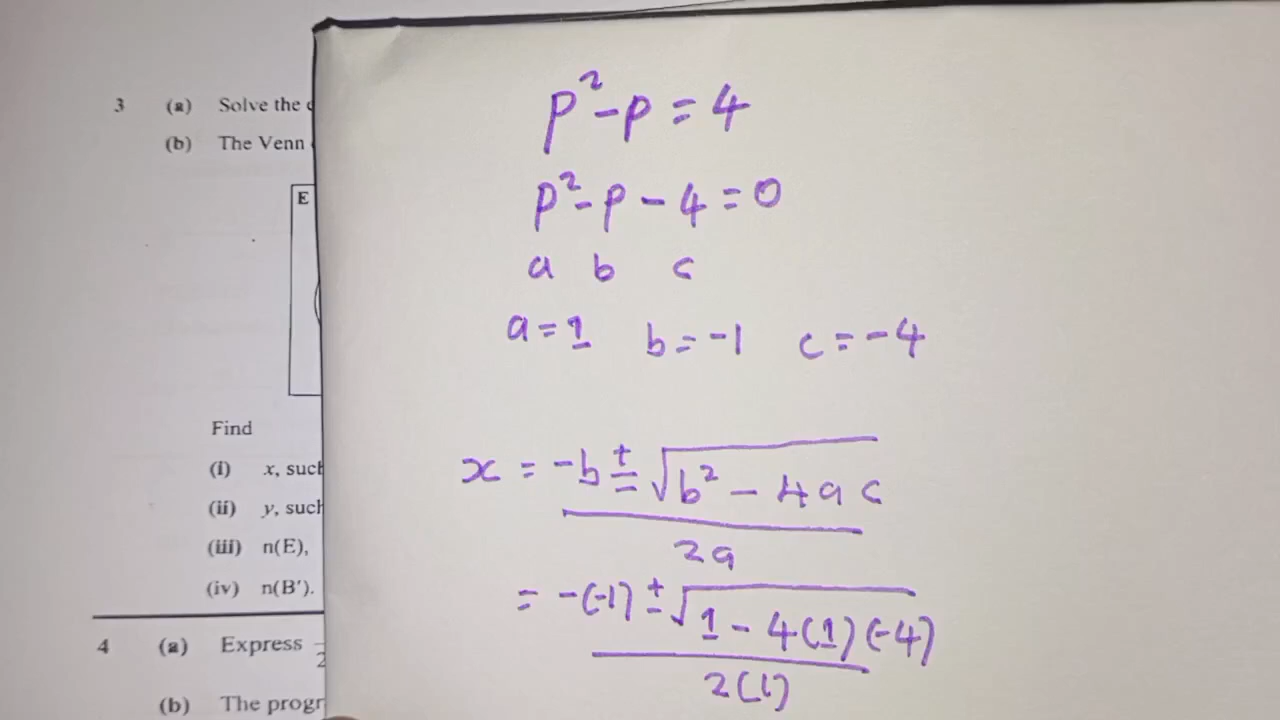 3 (a) Solve the
(b) The Venn
E
Find
(i) x, such
(ii) y, such
(iii) n(E),
(iv) n(B′).
4 (a) Express
2
(b) The progr
p² - p = 4
p² - p - 4 = 0
a b c
a = 1 b = -1 c = -4
x = -b ± √b² - 4ac
2a
= -(-1) ± √1 - 4(1)(-4)
2(1)